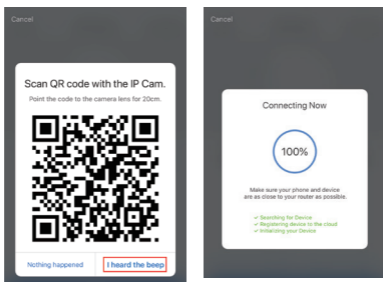 Cancel
Scan QR code with the IP Cam.
Point the code to the camera lens for 20cm.
Nothing happened
I heard the beep
Cancel
Connecting Now
100%
Make sure your phone and device
are as close to your router as possible.
✓ Searching for Device
✓ Registering device to the cloud
✓ Initializing your Device